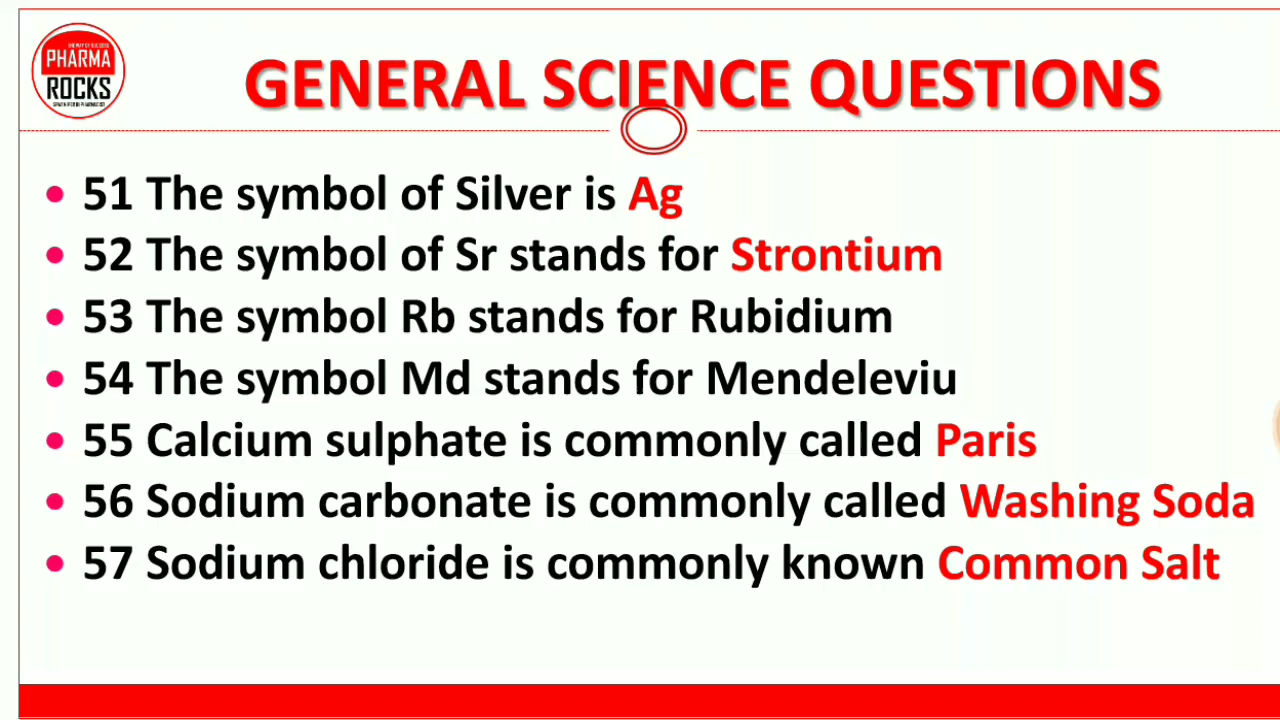 PHARMA
ROCKS
GENERAL SCIENCE QUESTIONS
• 51 The symbol of Silver is Ag
• 52 The symbol of Sr stands for Strontium
• 53 The symbol Rb stands for Rubidium
• 54 The symbol Md stands for Mendeleviu
• 55 Calcium sulphate is commonly called Paris
• 56 Sodium carbonate is commonly called Washing Soda
• 57 Sodium chloride is commonly known Common Salt